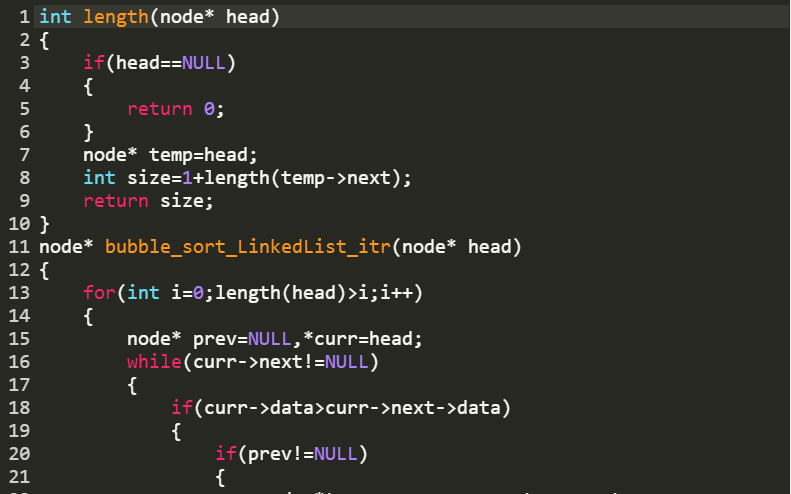 1 int length(node* head)
2 {
3     if(head==NULL)
4     {
5         return 0;
6     }
7     node* temp=head;
8     int size=1+length(temp->next);
9     return size;
10 }
11 node* bubble_sort_LinkedList_itr(node* head)
12 {
13     for(int i=0;length(head)>i;i++)
14     {
15         node* prev=NULL,*curr=head;
16         while(curr->next!=NULL)
17         {
18             if(curr->data>curr->next->data)
19             {
20                 if(prev!=NULL)
21                 {